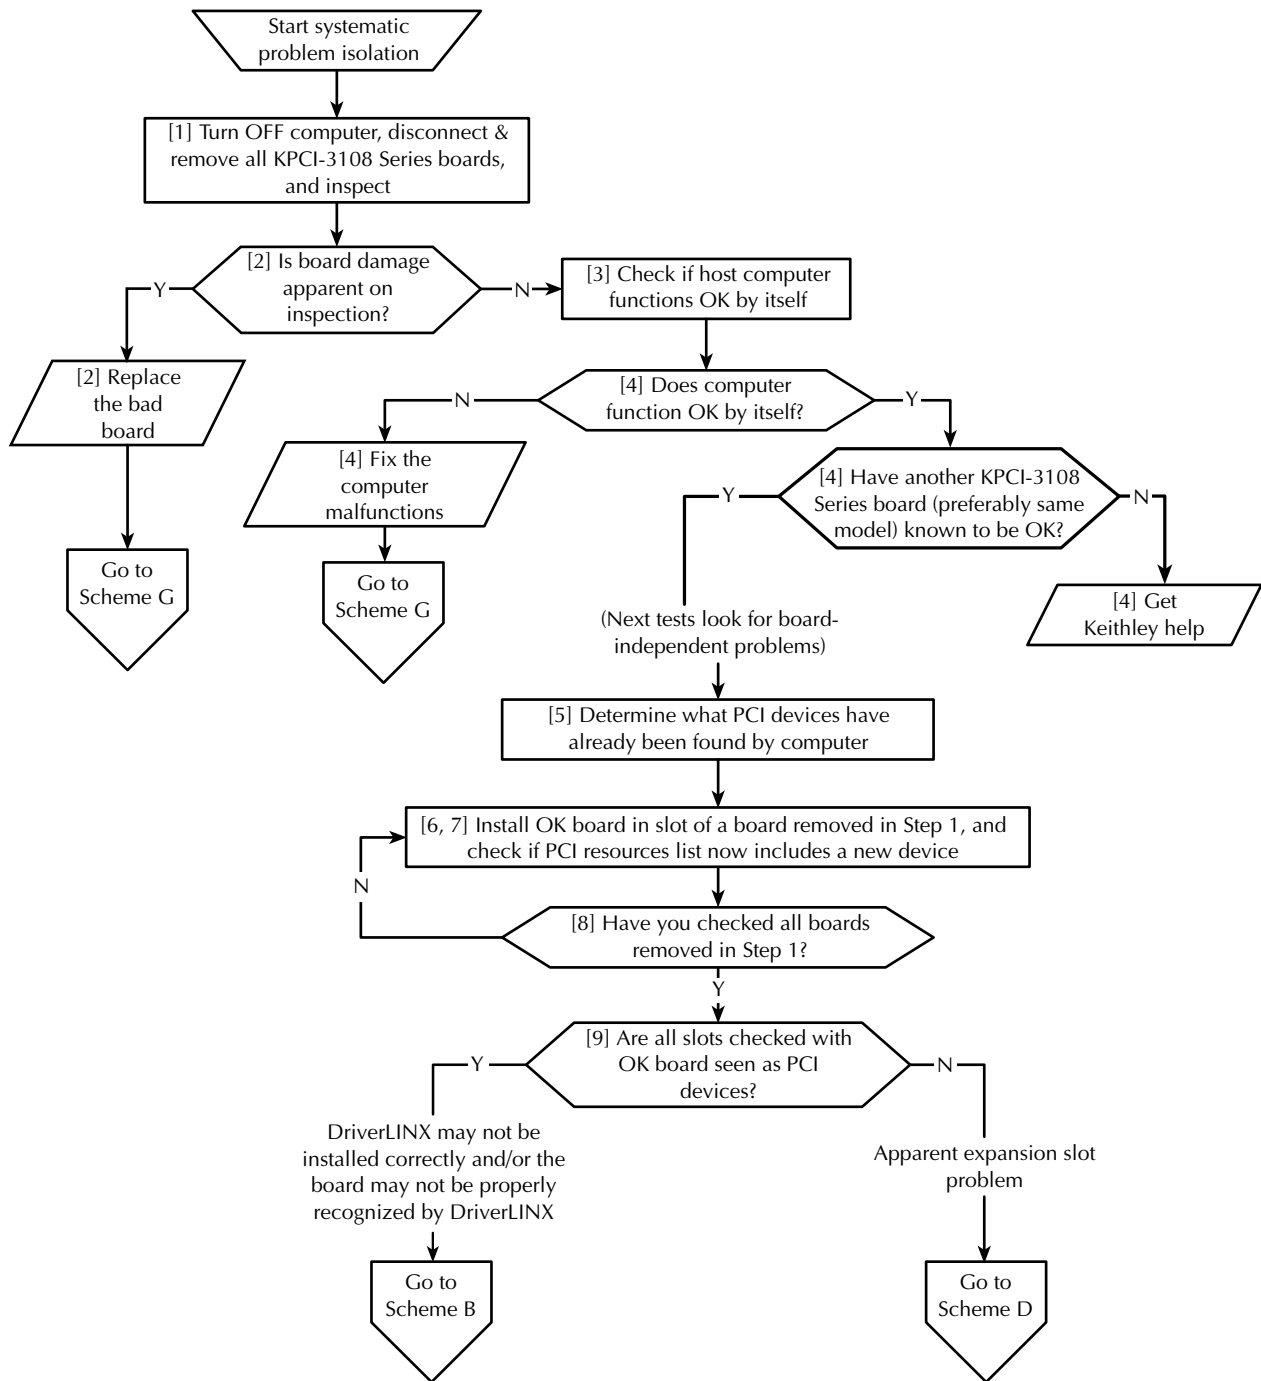 Start systematic
problem isolation
[1] Turn OFF computer, disconnect &
remove all KPCI-3108 Series boards,
and inspect
[2] Is board damage
apparent on
inspection?
Y
N
[3] Check if host computer
functions OK by itself
[2] Replace
the bad
board
[4] Does computer
function OK by itself?
N
Y
[4] Fix the
computer
malfunctions
[4] Have another KPCI-3108
Series board (preferably same
model) known to be OK?
Y
N
Go to
Scheme G
Go to
Scheme G
[4] Get
Keithley help
(Next tests look for board-
independent problems)
[5] Determine what PCI devices have
already been found by computer
[6, 7] Install OK board in slot of a board removed in Step 1, and
check if PCI resources list now includes a new device
N
[8] Have you checked all boards
removed in Step 1?
Y
[9] Are all slots checked with
OK board seen as PCI
devices?
Y
N
DriverLINX may not be
installed correctly and/or the
board may not be properly
recognized by DriverLINX
Apparent expansion slot
problem
Go to
Scheme B
Go to
Scheme D